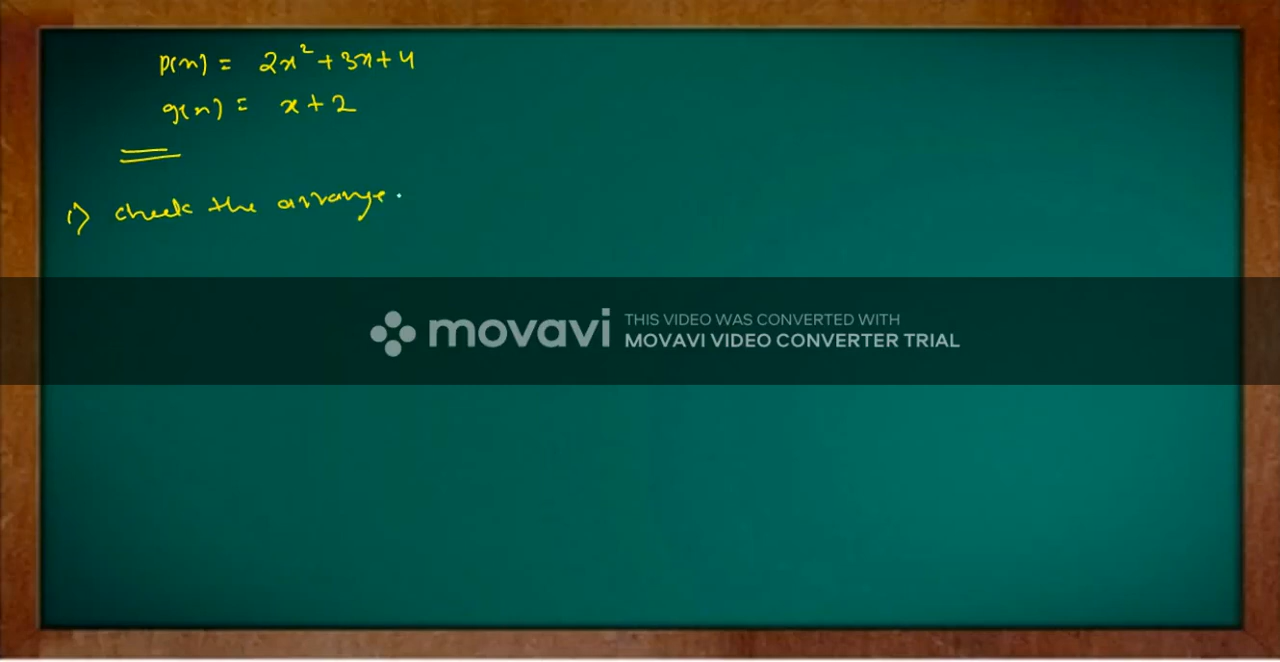 p(x) = 2x² + 3x + 4
g(x) = x + 2
1) check the arrange.
movavi
THIS VIDEO WAS CONVERTED WITH
MOVAVI VIDEO CONVERTER TRIAL